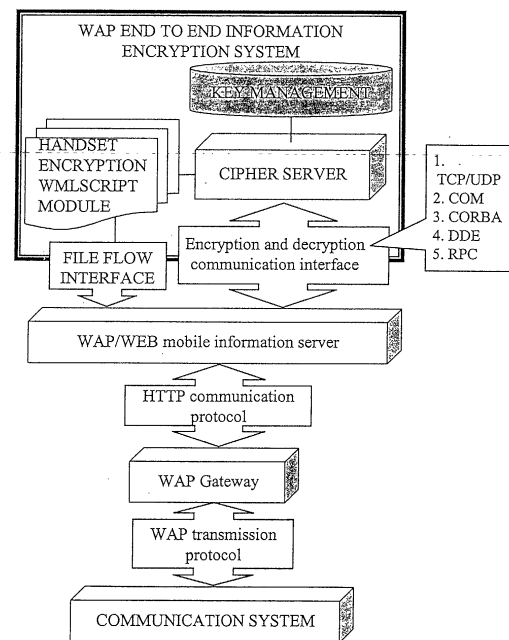 WAP END TO END INFORMATION
ENCRYPTION SYSTEM
KEY MANAGEMENT
HANDSET
ENCRYPTION
WMLSCRIPT
MODULE
CIPHER SERVER
1.
TCP/UDP
2. COM
3. CORBA
4. DDE
5. RPC
FILE FLOW
INTERFACE
Encryption and decryption
communication interface
WAP/WEB mobile information server
HTTP communication
protocol
WAP Gateway
WAP transmission
protocol
COMMUNICATION SYSTEM